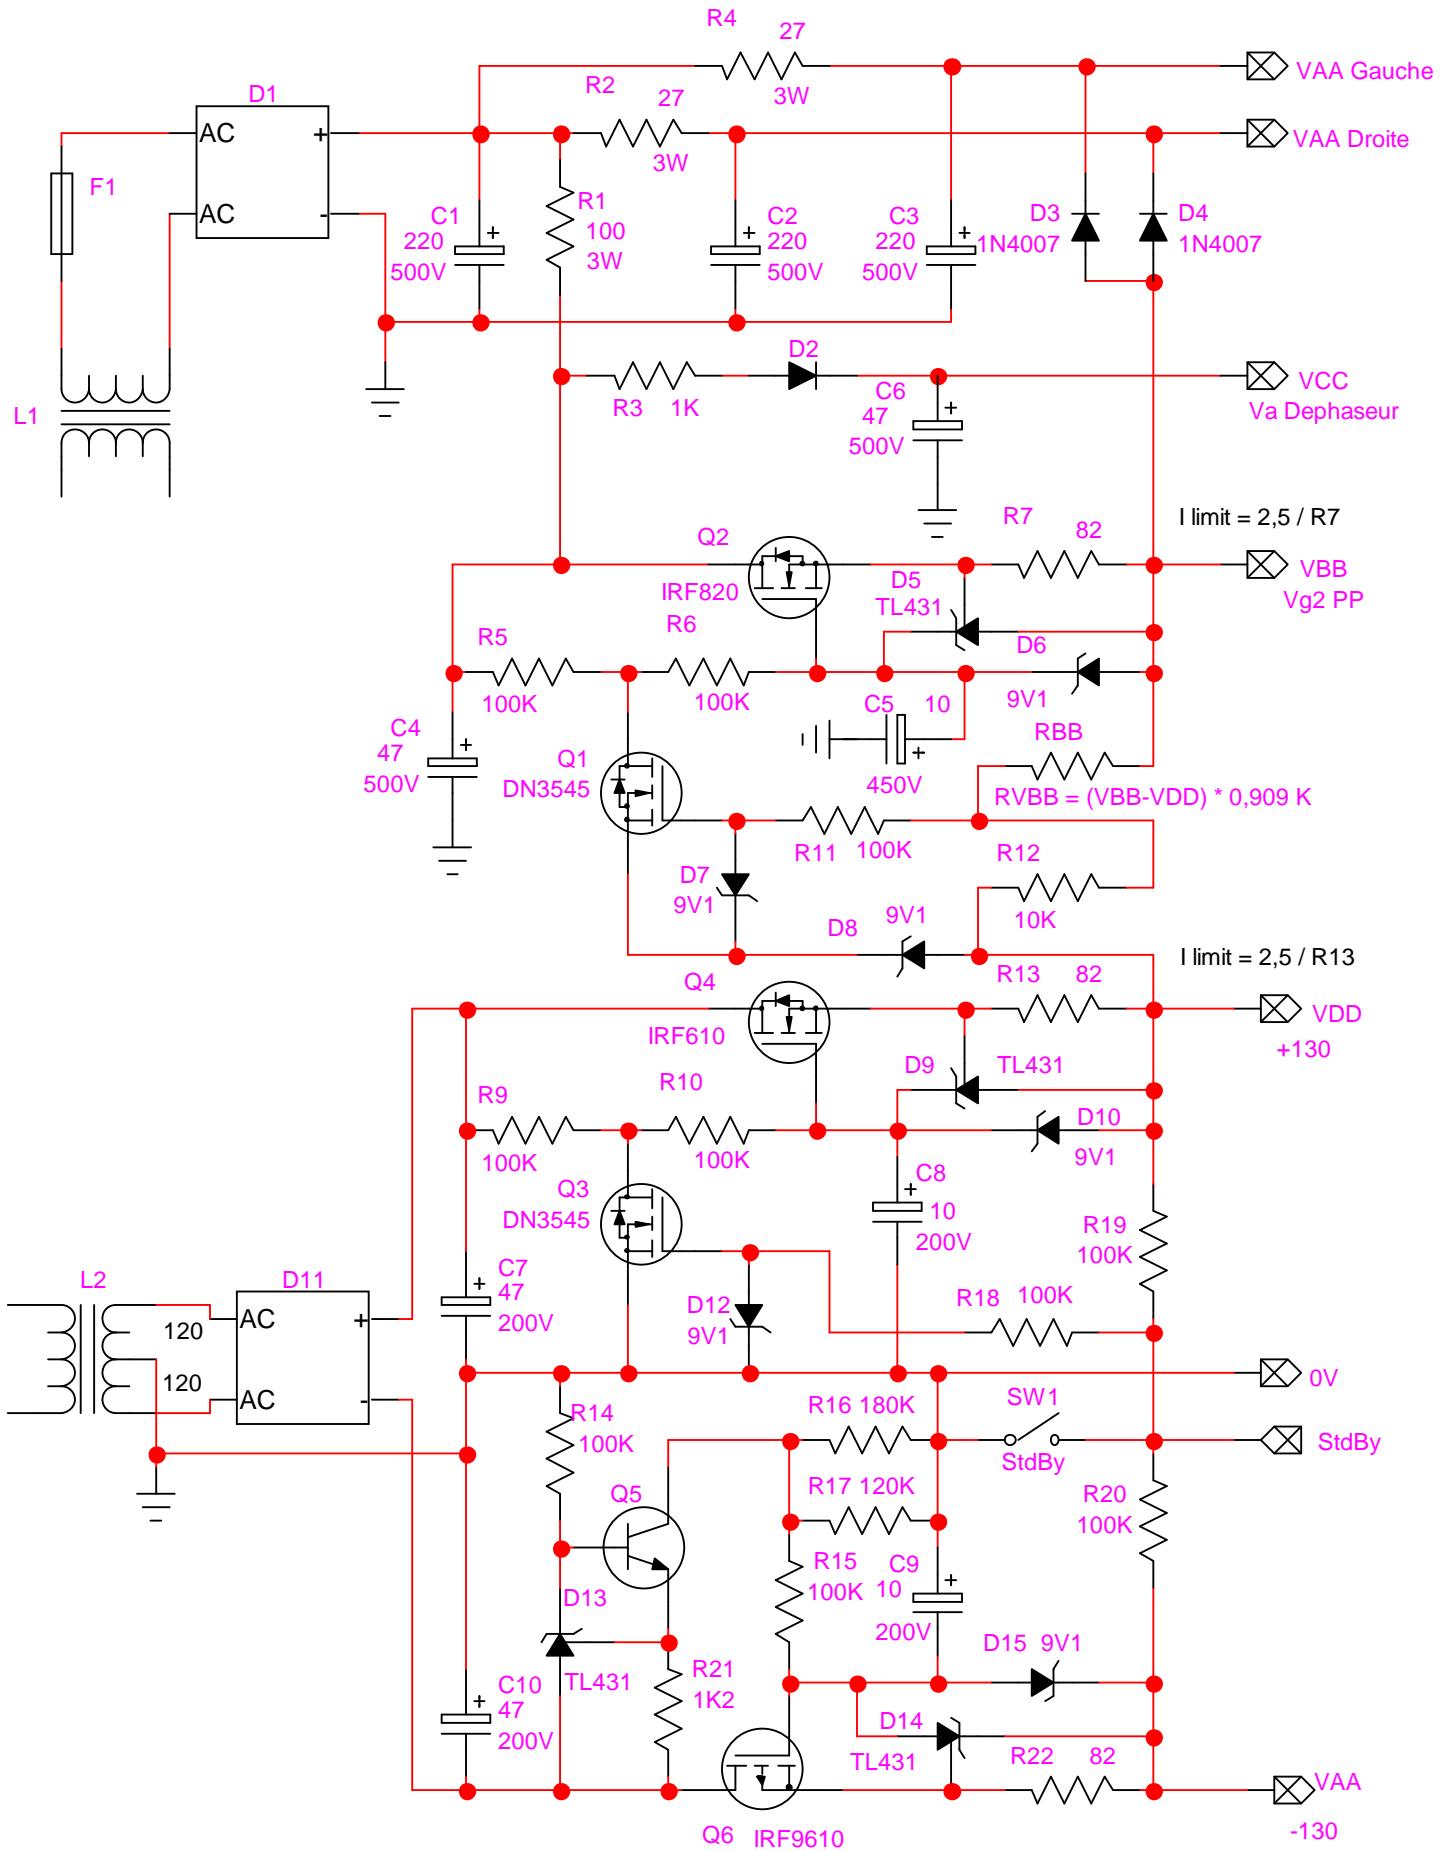 R4
27
3W
VAA Gauche
R2
27
3W
VAA Droite
D1
AC
+
AC
-
F1
R1
100
3W
C1
+
220
500V
C2
+
220
500V
C3
+
220
500V
D3
1N4007
D4
1N4007
L1
D2
R3
1K
C6
+
47
500V
VCC
Va Dephaseur
R7
82
I limit = 2,5 / R7
Q2
IRF820
D5
TL431
VBB
Vg2 PP
R5
100K
R6
100K
D6
9V1
C5
10
+
450V
C4
+
47
500V
Q1
DN3545
RBB
RVBB = (VBB-VDD) * 0,909 K
R11
100K
R12
10K
D7
9V1
D8
9V1
I limit = 2,5 / R13
Q4
IRF610
R13
82
VDD
+130
D9
TL431
R9
100K
R10
100K
D10
9V1
Q3
DN3545
C8
+
10
200V
R19
100K
L2
120
120
D11
AC
+
AC
-
C7
+
47
200V
D12
9V1
R18
100K
0V
R14
100K
R16 180K
SW1
StdBy
StdBy
R17 120K
Q5
R20
100K
R15
100K
C9
+
10
200V
D13
TL431
D15 9V1
R21
1K2
C10
+
47
200V
D14
TL431
R22
82
VAA
-130
Q6
IRF9610